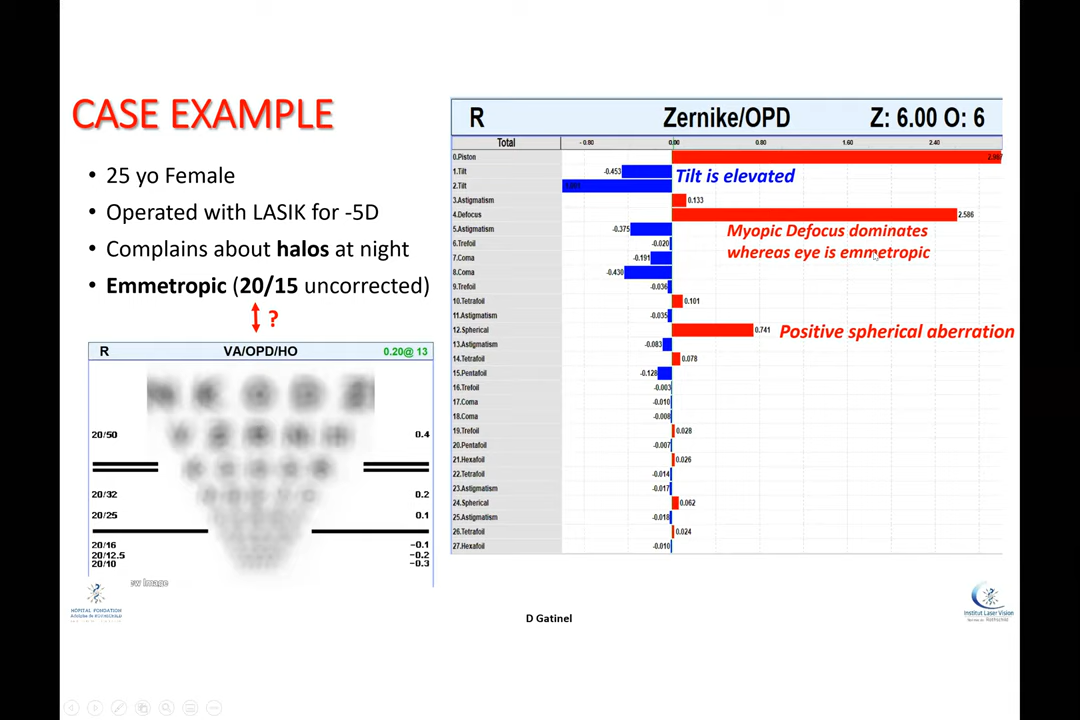 CASE EXAMPLE
• 25 yo Female
• Operated with LASIK for -5D
• Complains about halos at night
• Emmetropic (20/15 uncorrected)
?
R VA/OPD/HO 0.20@ 13
20/50 0.4
20/32 0.2
20/25 0.1
20/16 -0.1
20/12.5 -0.2
20/10 -0.3
rw Image
HÔPITAL FONDATION
R Zernike/OPD Z: 6.00 O: 6
Total - 0.80 0.00 0.80 1.60 2.40
0.Piston 2.987
1.Tilt -0.453
Tilt is elevated
2.Tilt
3.Astigmatism 0.133
4.Defocus 2.586
Myopic Defocus dominates
whereas eye is emmetropic
5.Astigmatism -0.375
6.Trefoil -0.020
7.Coma -0.191
8.Coma -0.430
9.Trefoil -0.036
10.Tetrafoil 0.101
11.Astigmatism -0.035
12.Spherical 0.741
Positive spherical aberration
13.Astigmatism -0.083
14.Tetrafoil 0.078
15.Pentafoil -0.128
16.Trefoil -0.003
17.Coma -0.010
18.Coma -0.008
19.Trefoil 0.028
20.Pentafoil -0.007
21.Hexafoil 0.026
22.Tetrafoil -0.014
23.Astigmatism -0.017
24.Spherical 0.062
25.Astigmatism -0.018
26.Tetrafoil 0.024
27.Hexafoil -0.010
D Gatinel
Institut Laser Vision